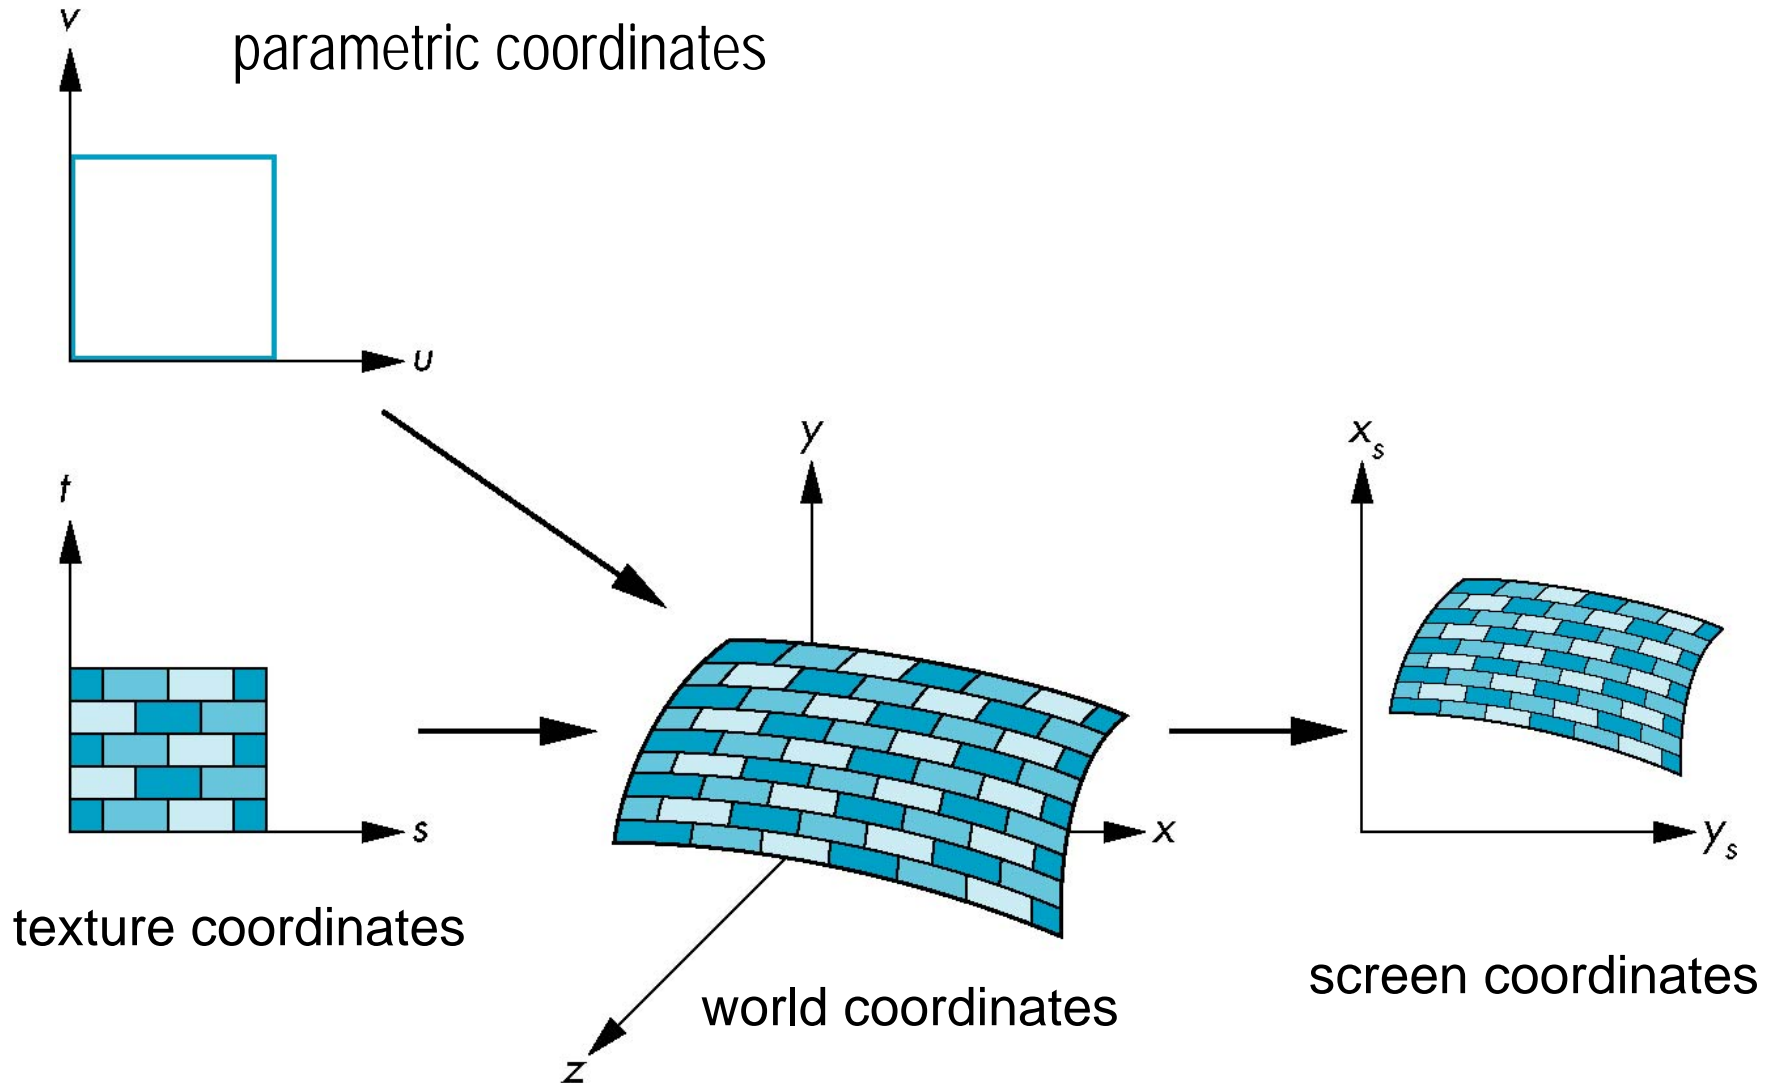 v
parametric coordinates
u
t
s
texture coordinates
y
x
z
world coordinates
xₛ
yₛ
screen coordinates